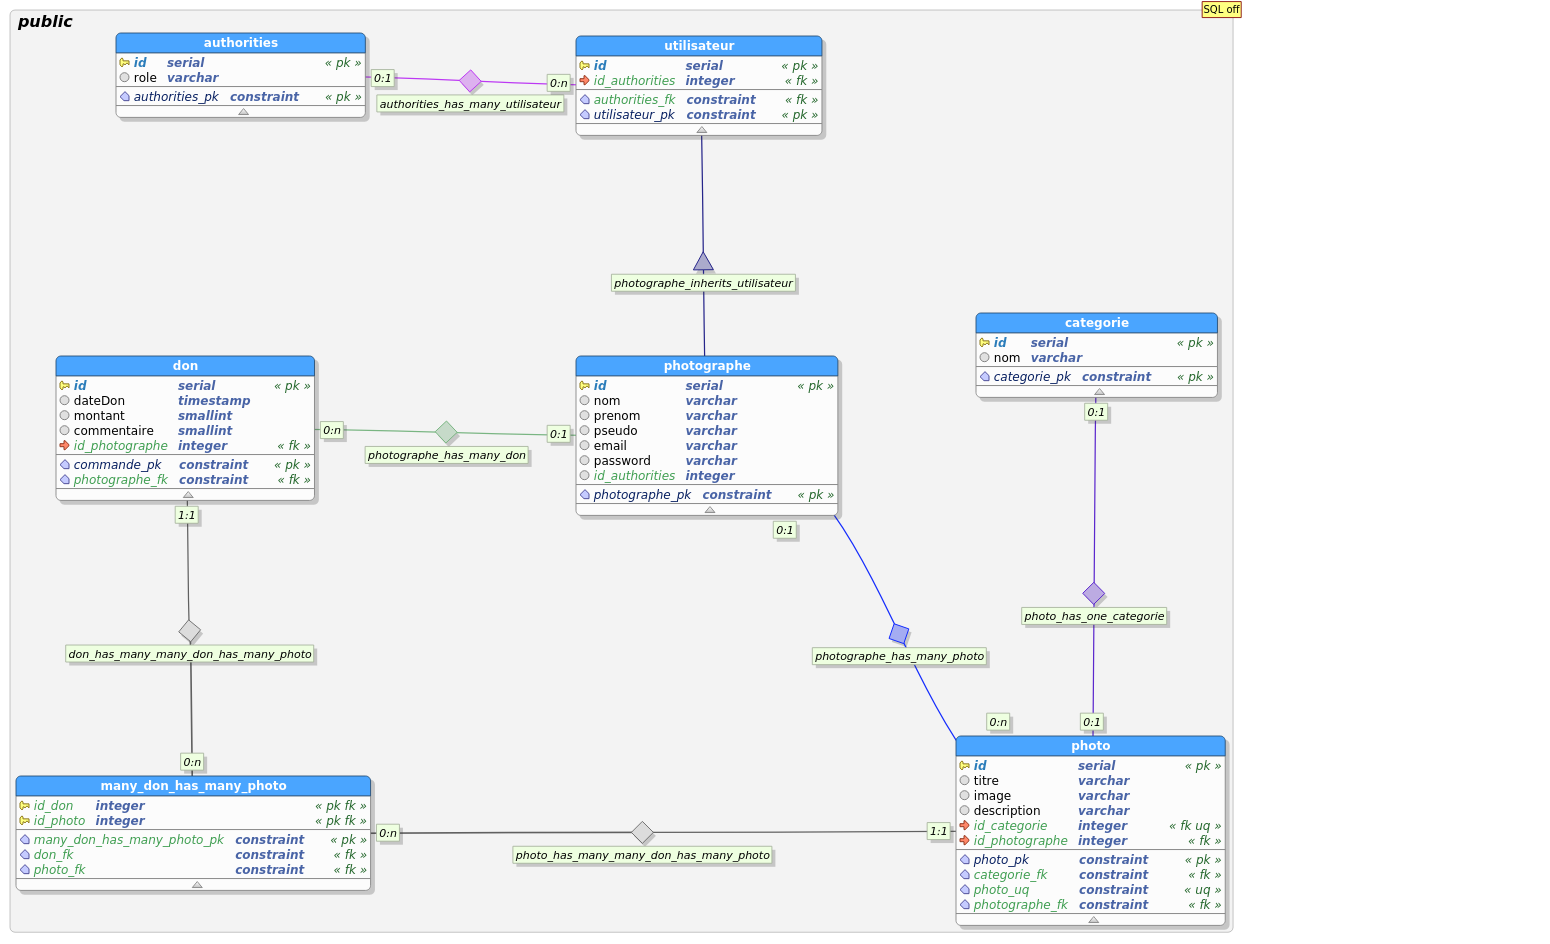 SQL off
public
authorities
id serial « pk »
role varchar
authorities_pk constraint « pk »
0:1
0:n
authorities_has_many_utilisateur
utilisateur
id serial « pk »
id_authorities integer « fk »
authorities_fk constraint « fk »
utilisateur_pk constraint « pk »
photographe_inherits_utilisateur
categorie
id serial « pk »
nom varchar
categorie_pk constraint « pk »
0:1
don
id serial « pk »
dateDon timestamp
montant smallint
commentaire smallint
id_photographe integer « fk »
commande_pk constraint « pk »
photographe_fk constraint « fk »
1:1
0:n
0:1
photographe_has_many_don
photographe
id serial « pk »
nom varchar
prenom varchar
pseudo varchar
email varchar
password varchar
id_authorities integer
photographe_pk constraint « pk »
0:1
photo_has_one_categorie
don_has_many_many_don_has_many_photo
photographe_has_many_photo
0:n
0:1
0:n
many_don_has_many_photo
id_don integer « pk fk »
id_photo integer « pk fk »
many_don_has_many_photo_pk constraint « pk »
don_fk constraint « fk »
photo_fk constraint « fk »
0:n
1:1
photo_has_many_many_don_has_many_photo
photo
id serial « pk »
titre varchar
image varchar
description varchar
id_categorie integer « fk uq »
id_photographe integer « fk »
photo_pk constraint « pk »
categorie_fk constraint « fk »
photo_uq constraint « uq »
photographe_fk constraint « fk »